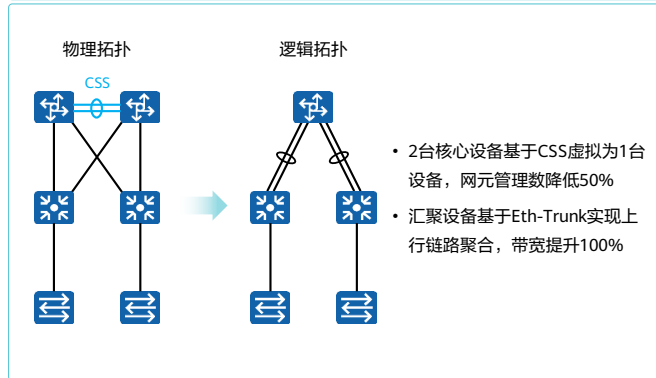 物理拓扑
逻辑拓扑
CSS
• 2台核心设备基于CSS虚拟为1台
设备，网元管理数降低50%
• 汇聚设备基于Eth-Trunk实现上
行链路聚合，带宽提升100%